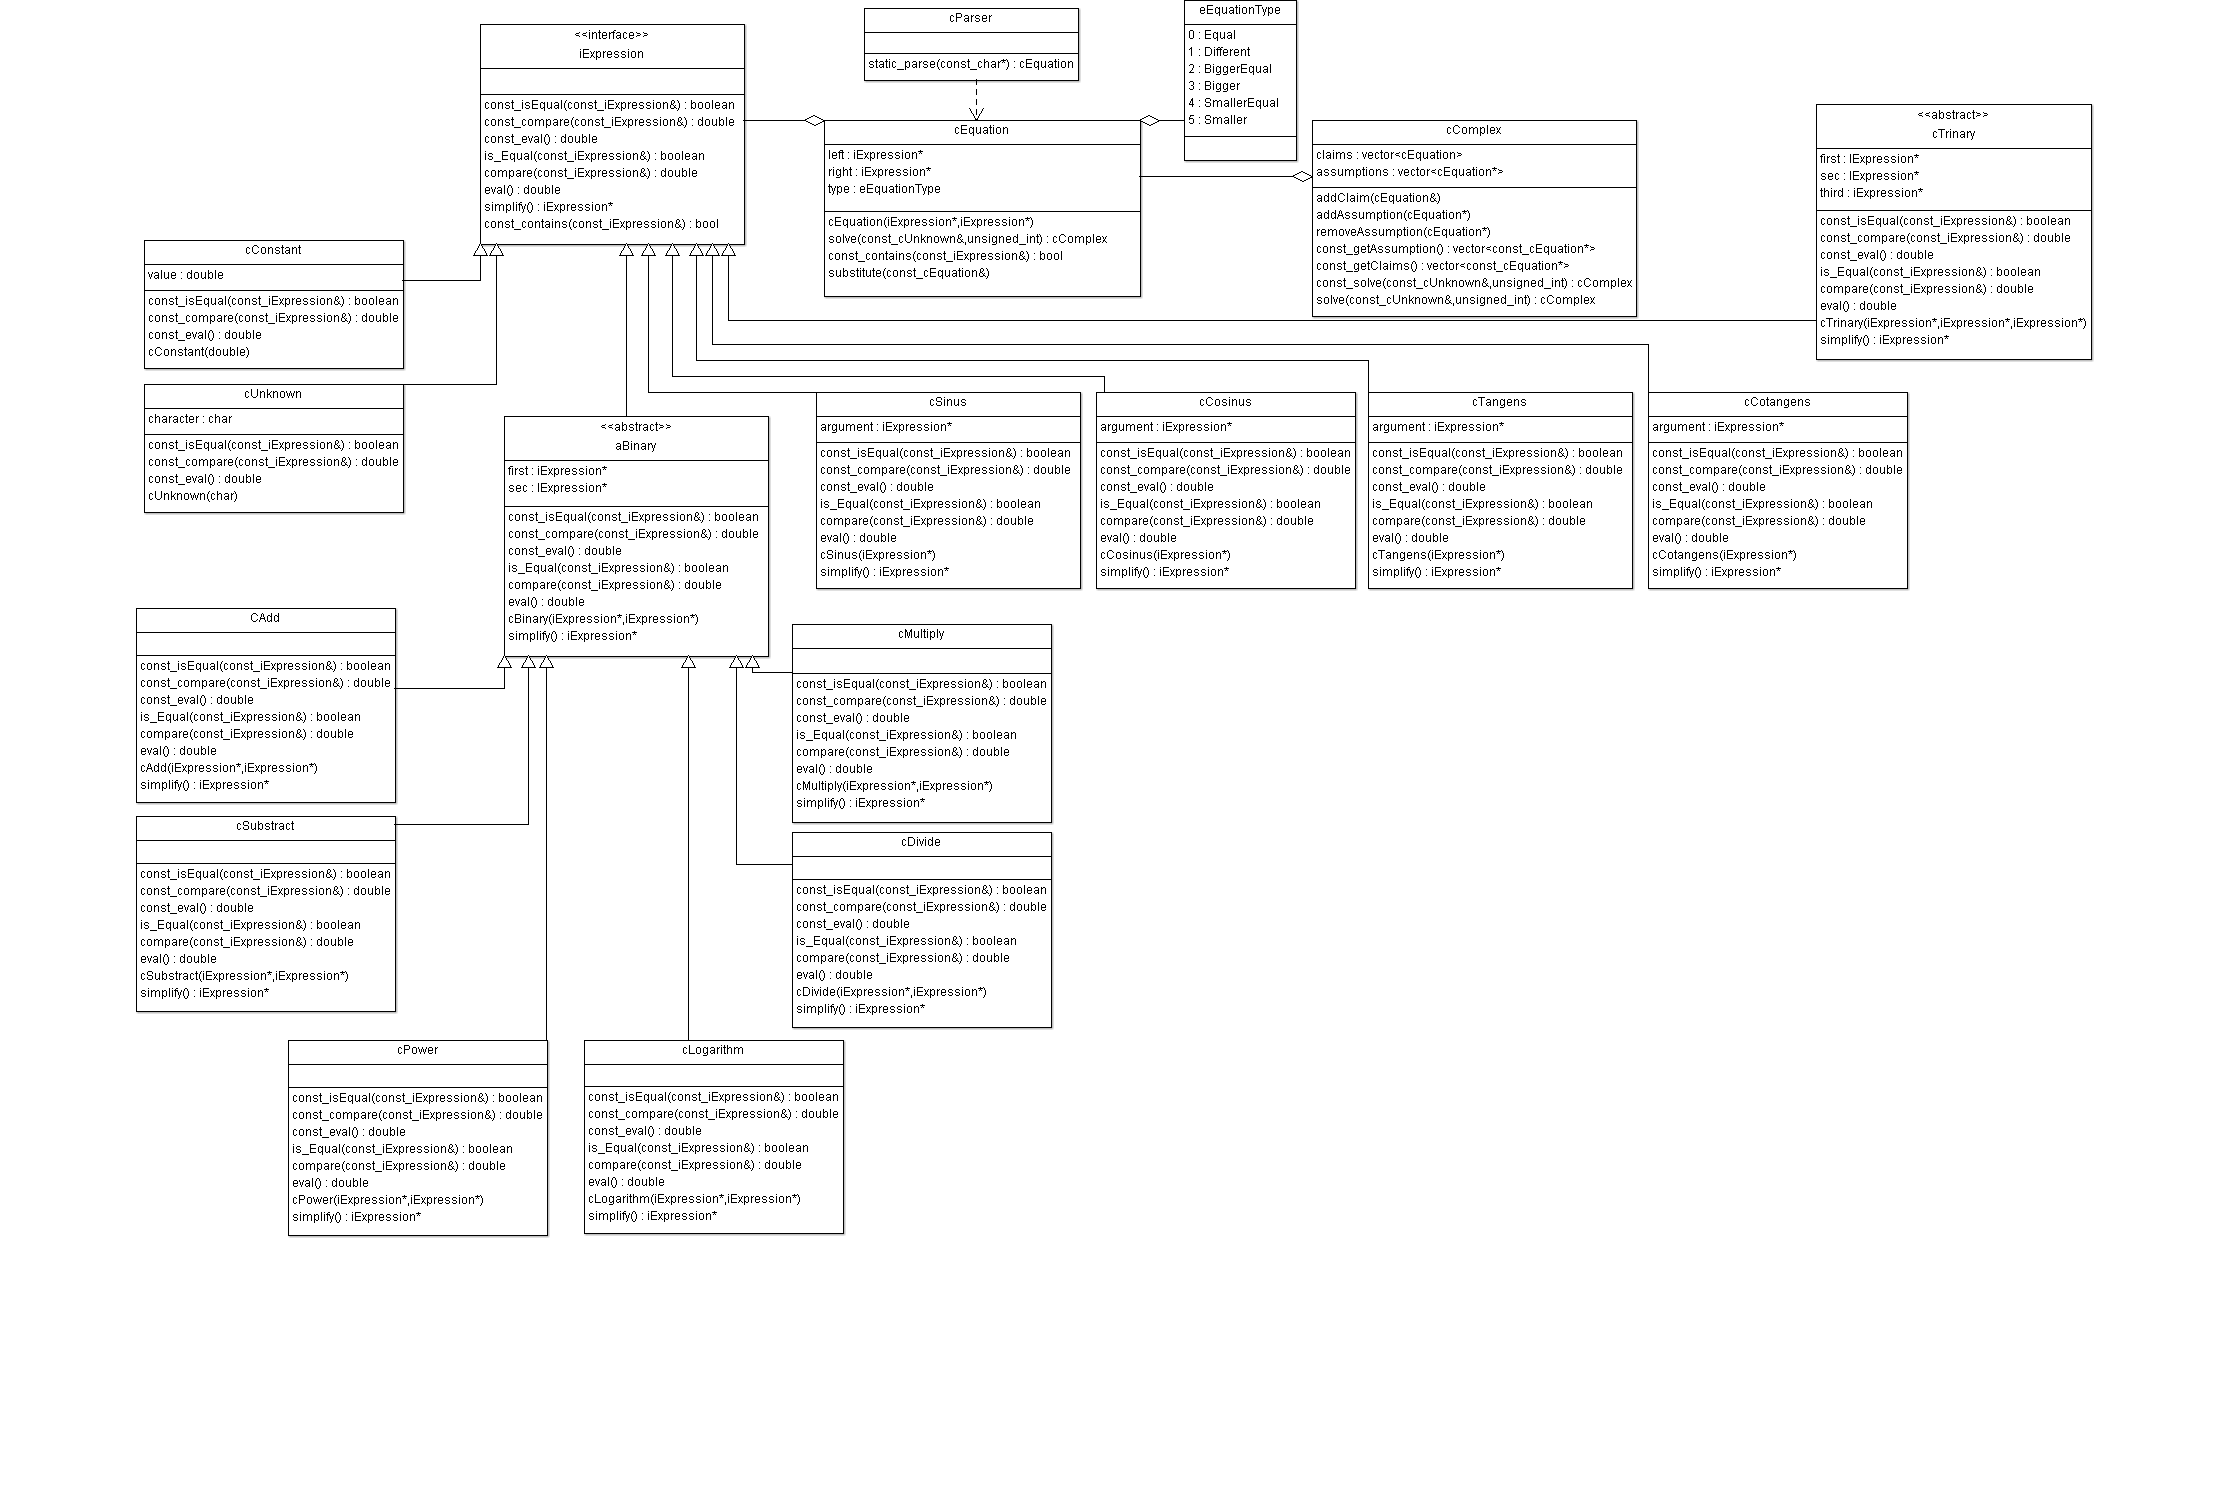 <<interface>>
iExpression
const_isEqual(const_iExpression&) : boolean
const_compare(const_iExpression&) : double
const_eval() : double
is_Equal(const_iExpression&) : boolean
compare(const_iExpression&) : double
eval() : double
simplify() : iExpression*
const_contains(const_iExpression&) : bool
cParser
static_parse(const_char*) : cEquation
eEquationType
0 : Equal
1 : Different
2 : BiggerEqual
3 : Bigger
4 : SmallerEqual
5 : Smaller
cEquation
left : iExpression*
right : iExpression*
type : eEquationType
cEquation(iExpression*,iExpression*)
solve(const_cUnknown&,unsigned_int) : cComplex
const_contains(const_iExpression&) : bool
substitute(const_cEquation&)
cComplex
claims : vector<cEquation>
assumptions : vector<cEquation*>
addClaim(cEquation&)
addAssumption(cEquation*)
removeAssumption(cEquation*)
const_getAssumption() : vector<const_cEquation*>
const_getClaims() : vector<const_cEquation*>
const_solve(const_cUnknown&,unsigned_int) : cComplex
solve(const_cUnknown&,unsigned_int) : cComplex
<<abstract>>
cTrinary
first : IExpression*
sec : IExpression*
third : iExpression*
const_isEqual(const_iExpression&) : boolean
const_compare(const_iExpression&) : double
const_eval() : double
is_Equal(const_iExpression&) : boolean
compare(const_iExpression&) : double
eval() : double
cTrinary(iExpression*,iExpression*,iExpression*)
simplify() : iExpression*
cConstant
value : double
const_isEqual(const_iExpression&) : boolean
const_compare(const_iExpression&) : double
const_eval() : double
cConstant(double)
cUnknown
character : char
const_isEqual(const_iExpression&) : boolean
const_compare(const_iExpression&) : double
const_eval() : double
cUnknown(char)
<<abstract>>
aBinary
first : iExpression*
sec : IExpression*
const_isEqual(const_iExpression&) : boolean
const_compare(const_iExpression&) : double
const_eval() : double
is_Equal(const_iExpression&) : boolean
compare(const_iExpression&) : double
eval() : double
cBinary(iExpression*,iExpression*)
simplify() : iExpression*
cSinus
argument : iExpression*
const_isEqual(const_iExpression&) : boolean
const_compare(const_iExpression&) : double
const_eval() : double
is_Equal(const_iExpression&) : boolean
compare(const_iExpression&) : double
eval() : double
cSinus(iExpression*)
simplify() : iExpression*
cCosinus
argument : iExpression*
const_isEqual(const_iExpression&) : boolean
const_compare(const_iExpression&) : double
const_eval() : double
is_Equal(const_iExpression&) : boolean
compare(const_iExpression&) : double
eval() : double
cCosinus(iExpression*)
simplify() : iExpression*
cTangens
argument : iExpression*
const_isEqual(const_iExpression&) : boolean
const_compare(const_iExpression&) : double
const_eval() : double
is_Equal(const_iExpression&) : boolean
compare(const_iExpression&) : double
eval() : double
cTangens(iExpression*)
simplify() : iExpression*
cCotangens
argument : iExpression*
const_isEqual(const_iExpression&) : boolean
const_compare(const_iExpression&) : double
const_eval() : double
is_Equal(const_iExpression&) : boolean
compare(const_iExpression&) : double
eval() : double
cCotangens(iExpression*)
simplify() : iExpression*
CAdd
const_isEqual(const_iExpression&) : boolean
const_compare(const_iExpression&) : double
const_eval() : double
is_Equal(const_iExpression&) : boolean
compare(const_iExpression&) : double
eval() : double
cAdd(iExpression*,iExpression*)
simplify() : iExpression*
cMultiply
const_isEqual(const_iExpression&) : boolean
const_compare(const_iExpression&) : double
const_eval() : double
is_Equal(const_iExpression&) : boolean
compare(const_iExpression&) : double
eval() : double
cMultiply(iExpression*,iExpression*)
simplify() : iExpression*
cSubstract
const_isEqual(const_iExpression&) : boolean
const_compare(const_iExpression&) : double
const_eval() : double
is_Equal(const_iExpression&) : boolean
compare(const_iExpression&) : double
eval() : double
cSubstract(iExpression*,iExpression*)
simplify() : iExpression*
cDivide
const_isEqual(const_iExpression&) : boolean
const_compare(const_iExpression&) : double
const_eval() : double
is_Equal(const_iExpression&) : boolean
compare(const_iExpression&) : double
eval() : double
cDivide(iExpression*,iExpression*)
simplify() : iExpression*
cPower
const_isEqual(const_iExpression&) : boolean
const_compare(const_iExpression&) : double
const_eval() : double
is_Equal(const_iExpression&) : boolean
compare(const_iExpression&) : double
eval() : double
cPower(iExpression*,iExpression*)
simplify() : iExpression*
cLogarithm
const_isEqual(const_iExpression&) : boolean
const_compare(const_iExpression&) : double
const_eval() : double
is_Equal(const_iExpression&) : boolean
compare(const_iExpression&) : double
eval() : double
cLogarithm(iExpression*,iExpression*)
simplify() : iExpression*